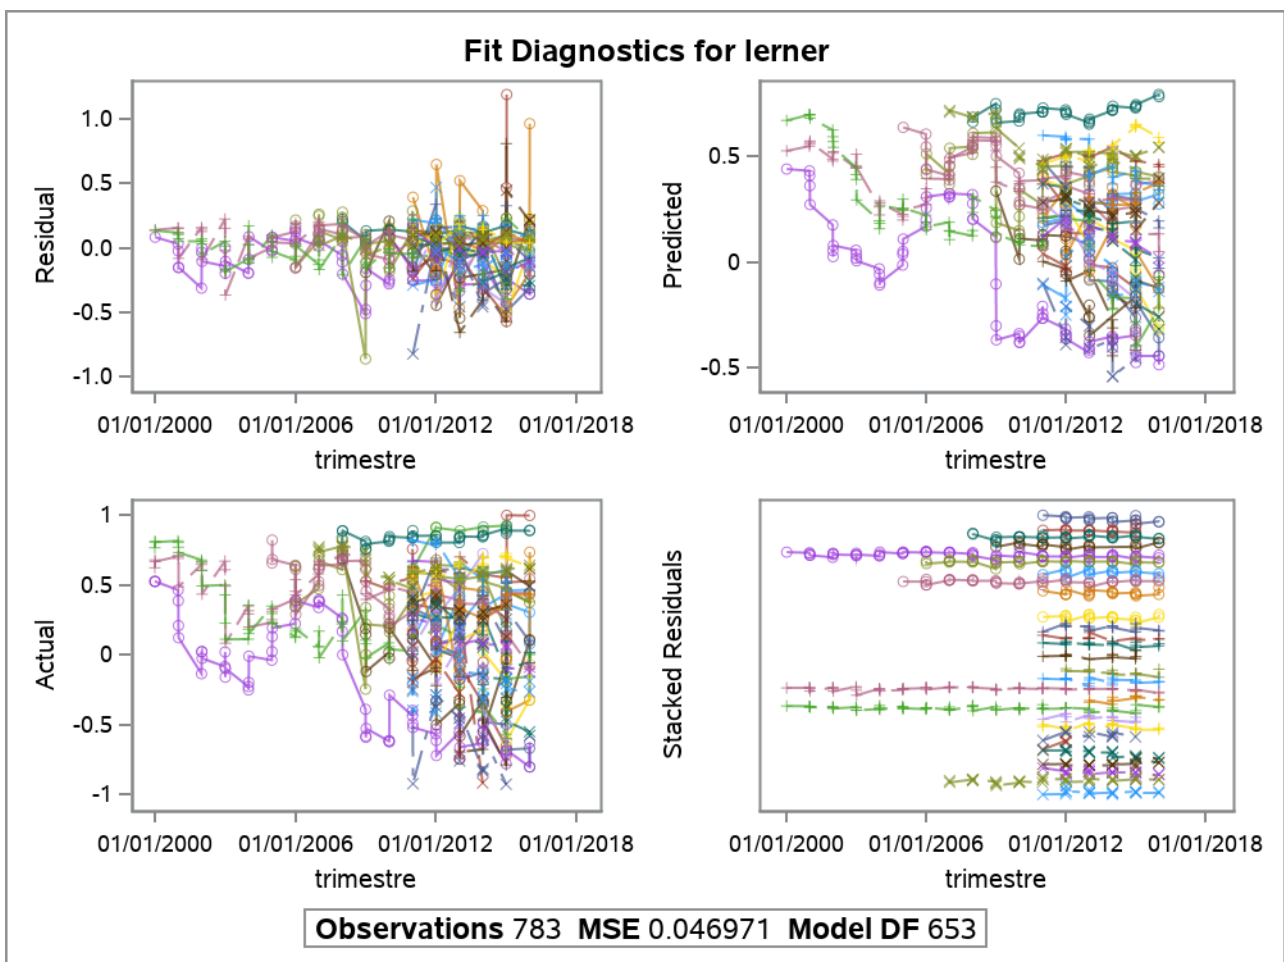 Fit Diagnostics for lerner
Residual
1.0
0.5
0.0
-0.5
-1.0
01/01/2000 01/01/2006 01/01/2012 01/01/2018
trimestre
Predicted
0.5
0
-0.5
01/01/2000 01/01/2006 01/01/2012 01/01/2018
trimestre
Actual
1
0.5
0
-0.5
-1
01/01/2000 01/01/2006 01/01/2012 01/01/2018
trimestre
Stacked Residuals
01/01/2000 01/01/2006 01/01/2012 01/01/2018
trimestre
Observations 783 MSE 0.046971 Model DF 653